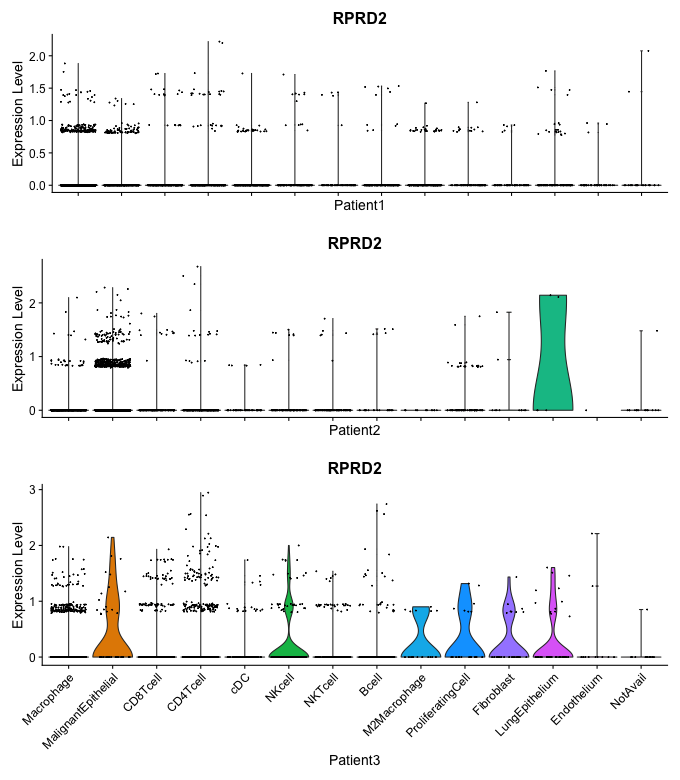 RPRD2
Expression Level
2.0
1.5
1.0
0.5
0.0
Patient1
RPRD2
Expression Level
2
1
0
Patient2
RPRD2
Expression Level
3
2
1
0
Macrophage
MalignantEpithelial
CD8Tcell
CD4Tcell
cDC
NKcell
NKTcell
Bcell
M2Macrophage
ProliferatingCell
Fibroblast
LungEpithelium
Endothelium
NotAvail
Patient3